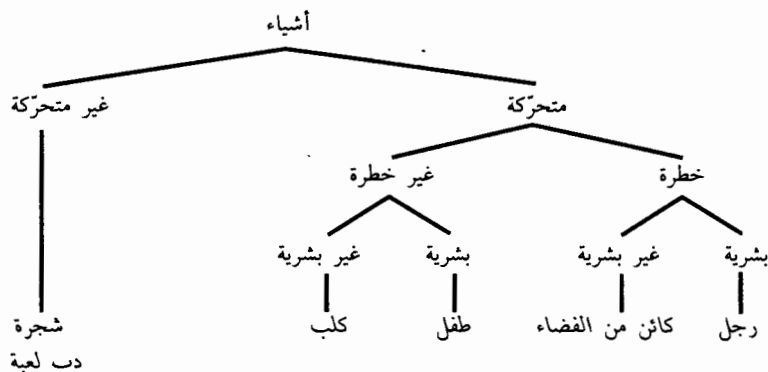 أشياء
متحرّكة غير متحرّكة
خطرة غير خطرة
بشرية غير بشرية بشرية غير بشرية
رجل كائن من الفضاء طفل كلب شجرة
دب لعبة